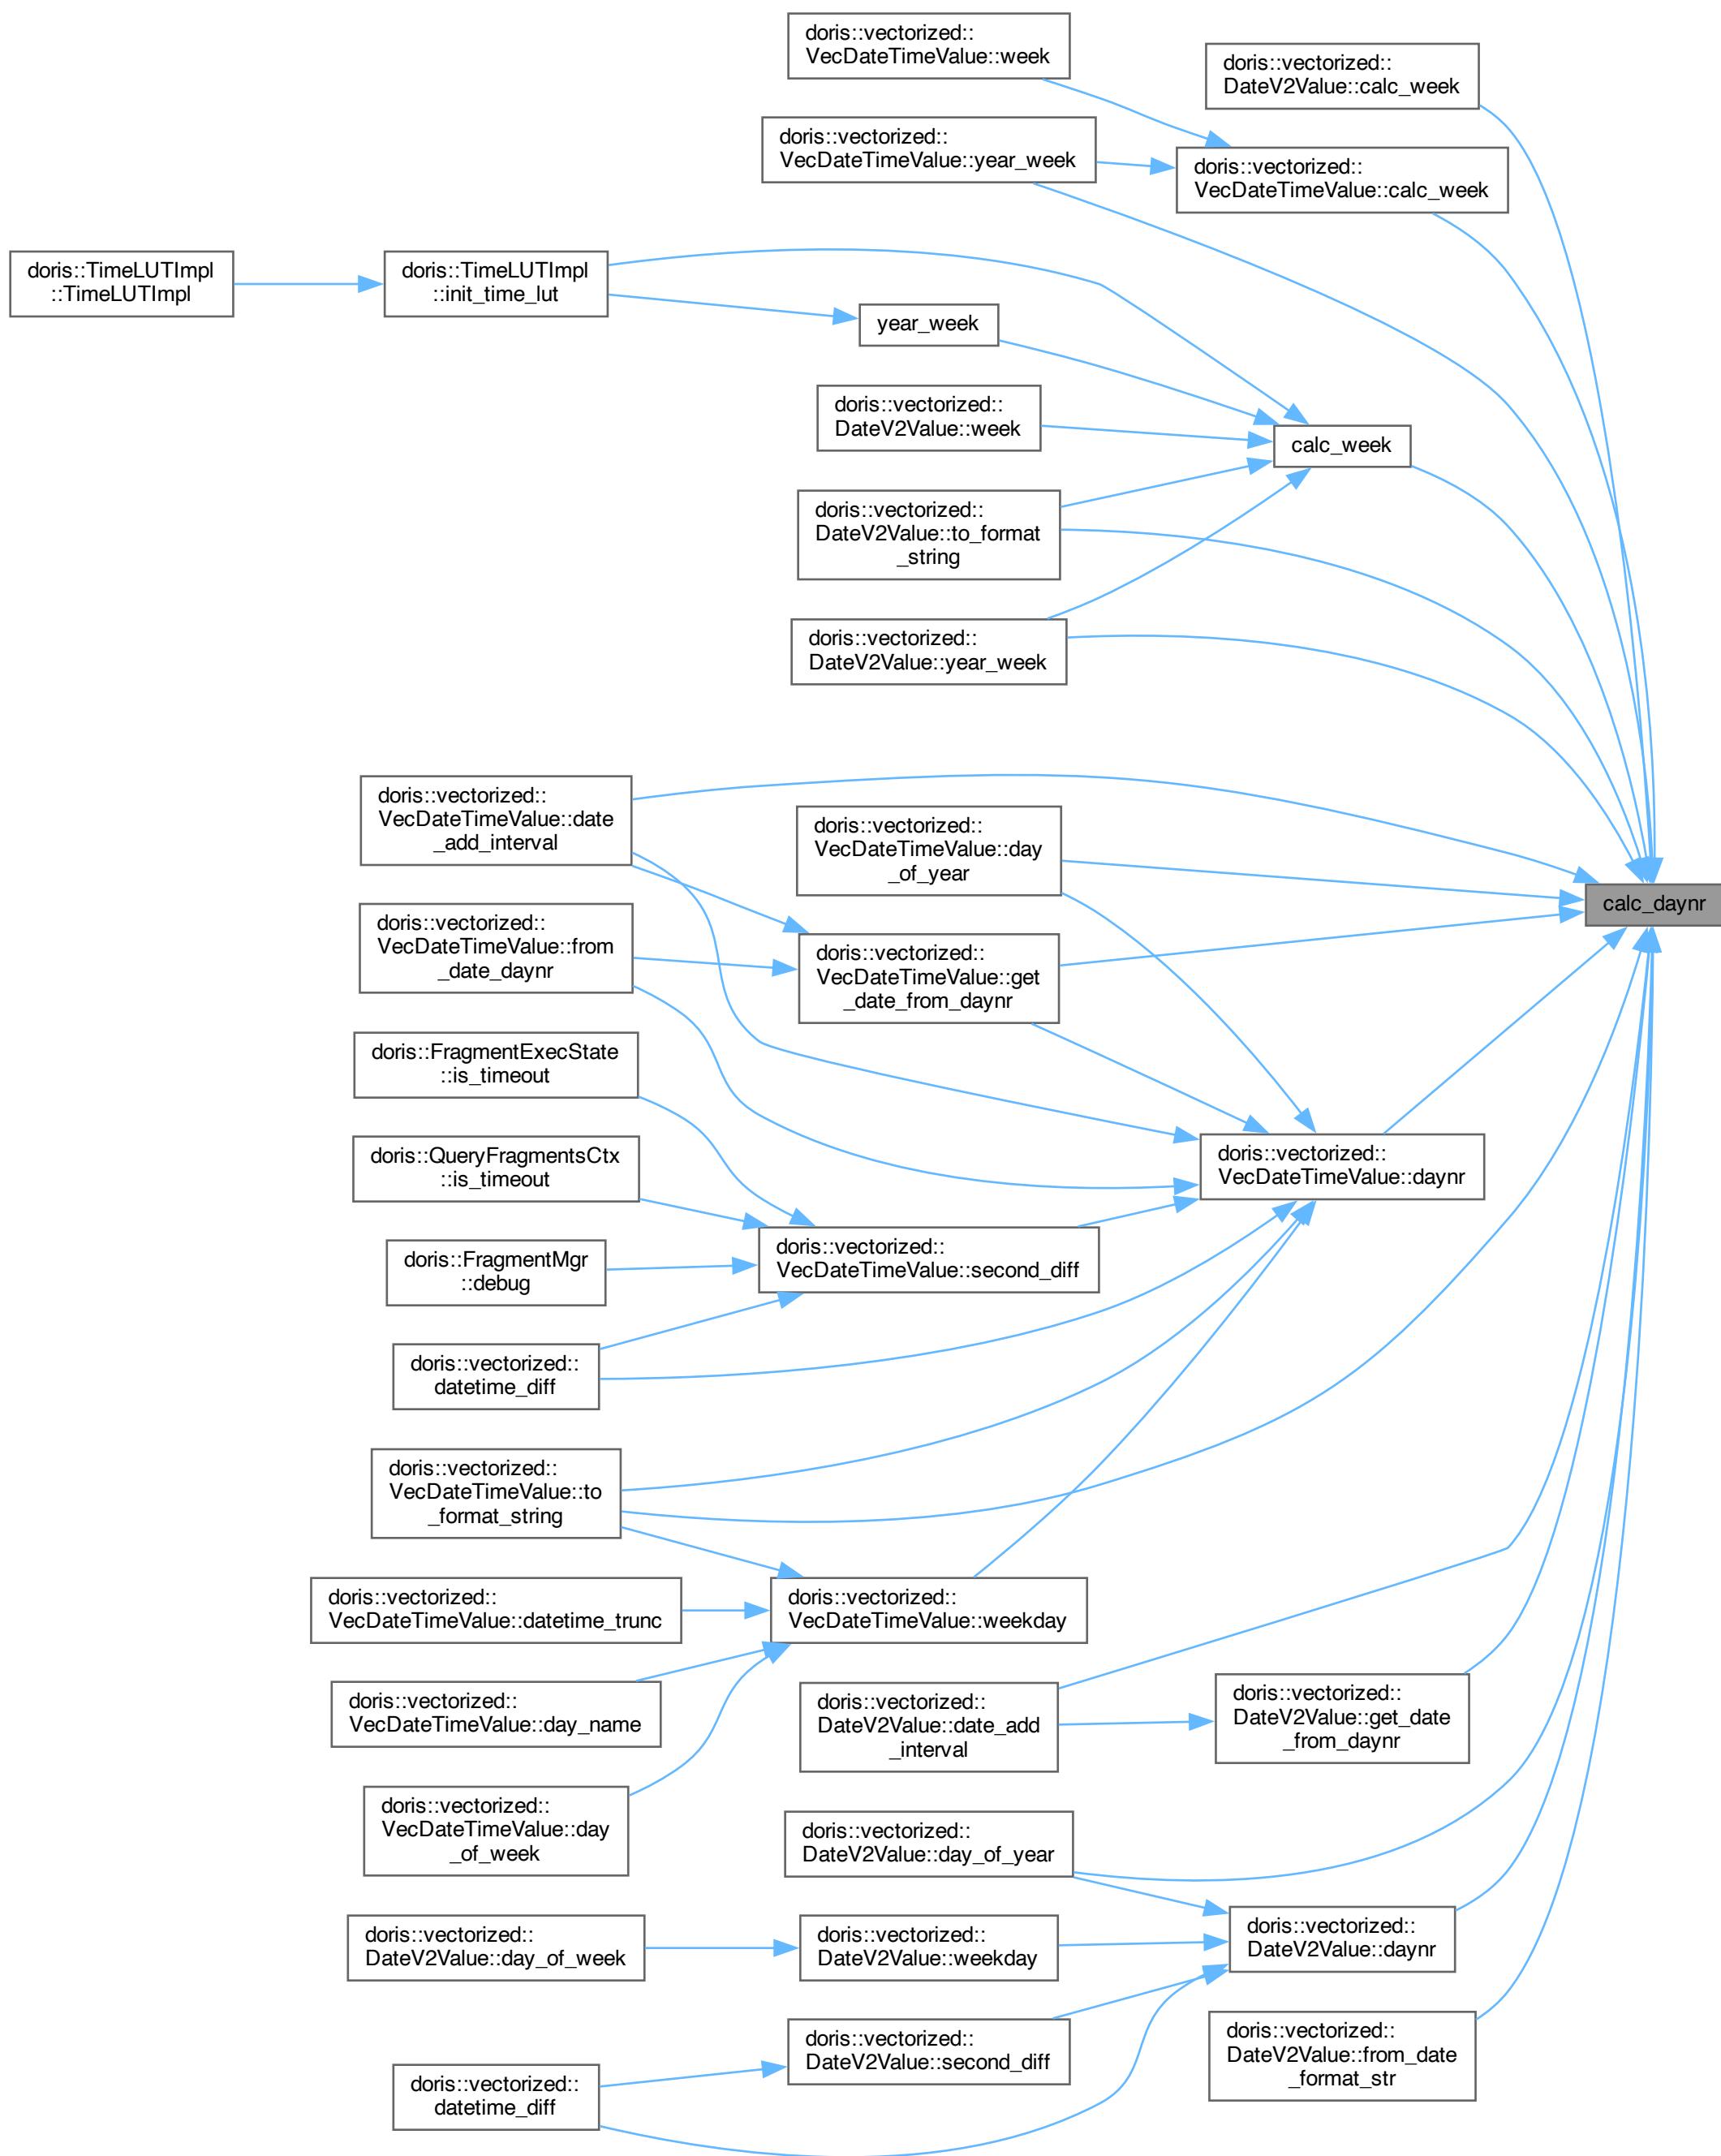 doris::vectorized::
VecDateTimeValue::week
doris::vectorized::
DateV2Value::calc_week
doris::vectorized::
VecDateTimeValue::year_week
doris::vectorized::
VecDateTimeValue::calc_week
doris::TimeLUTImpl
::TimeLUTImpl
doris::TimeLUTImpl
::init_time_lut
year_week
doris::vectorized::
DateV2Value::week
calc_week
doris::vectorized::
DateV2Value::to_format
_string
doris::vectorized::
DateV2Value::year_week
doris::vectorized::
VecDateTimeValue::date
_add_interval
doris::vectorized::
VecDateTimeValue::day
_of_year
calc_daynr
doris::vectorized::
VecDateTimeValue::from
_date_daynr
doris::vectorized::
VecDateTimeValue::get
_date_from_daynr
doris::FragmentExecState
::is_timeout
doris::QueryFragmentsCtx
::is_timeout
doris::vectorized::
VecDateTimeValue::daynr
doris::FragmentMgr
::debug
doris::vectorized::
VecDateTimeValue::second_diff
doris::vectorized::
datetime_diff
doris::vectorized::
VecDateTimeValue::to
_format_string
doris::vectorized::
VecDateTimeValue::datetime_trunc
doris::vectorized::
VecDateTimeValue::weekday
doris::vectorized::
VecDateTimeValue::day_name
doris::vectorized::
DateV2Value::date_add
_interval
doris::vectorized::
DateV2Value::get_date
_from_daynr
doris::vectorized::
VecDateTimeValue::day
_of_week
doris::vectorized::
DateV2Value::day_of_year
doris::vectorized::
DateV2Value::day_of_week
doris::vectorized::
DateV2Value::weekday
doris::vectorized::
DateV2Value::daynr
doris::vectorized::
DateV2Value::second_diff
doris::vectorized::
DateV2Value::from_date
_format_str
doris::vectorized::
datetime_diff